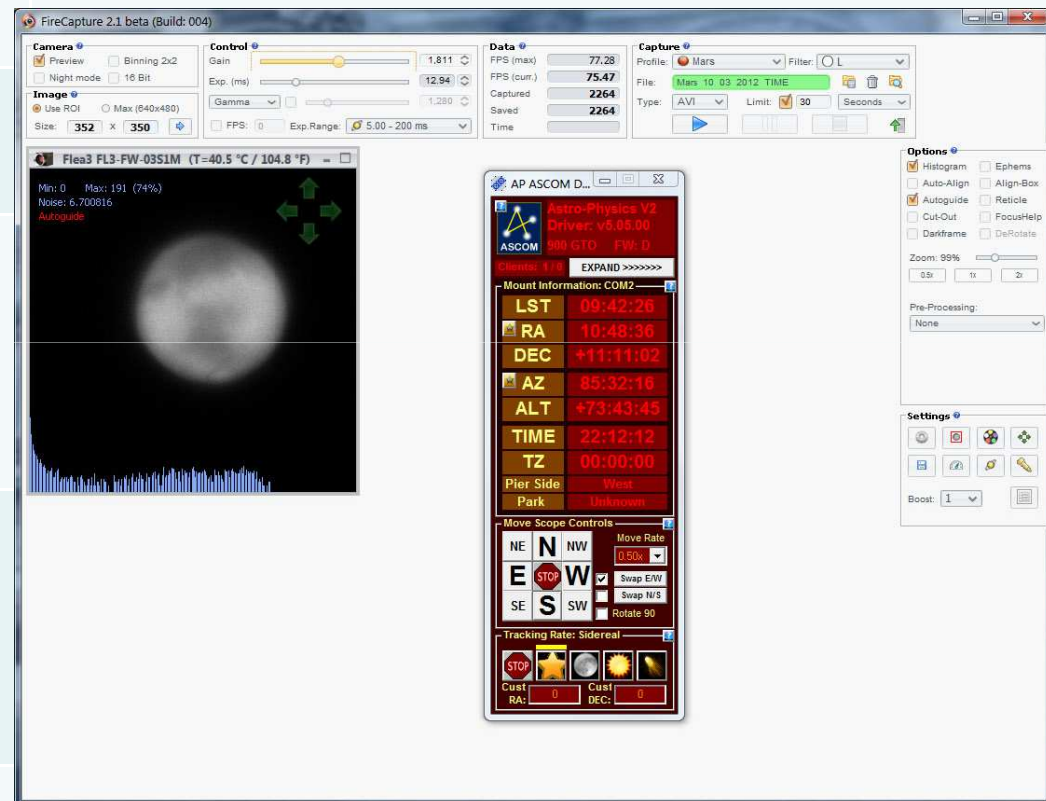 FireCapture 2.1 beta (Build: 004)
Camera
Preview Binning 2x2
Night mode 16 Bit
Image
Use ROI Max (640x480)
Size: 352 X 350
Control
Gain 1,811
Exp. (ms) 12.94
Gamma 1,280
FPS: 0 Exp.Range: 5.00 - 200 ms
Data
FPS (max) 77.28
FPS (curr.) 75.47
Captured 2264
Saved 2264
Time
Capture
Profile: Mars Filter: L
File: Mars 10 03 2012 TIME
Type: AVI Limit: 30 Seconds
Flea3 FL3-FW-03S1M (T=40.5 °C / 104.8 °F)
Min: 0 Max: 191 (74%)
Noise: 6.700816
Autoguide
AP ASCOM D...
Astro-Physics V2
Driver: v5.05.00
ASCOM 900 GTO FW: D
Clients: 1 / 0 EXPAND >>>>>>>
Mount Information: COM2
LST 09:42:26
RA 10:48:36
DEC +11:11:02
AZ 85:32:16
ALT +73:43:45
TIME 22:12:12
TZ 00:00:00
Pier Side West
Park Unknown
Move Scope Controls
NE N NW
E STOP W
SE S SW
Move Rate
0.50x
Swap E/W
Swap N/S
Rotate 90
Tracking Rate: Sidereal
STOP
Cust RA: 0 Cust DEC: 0
Options
Histogram Ephems
Auto-Align Align-Box
Autoguide Reticle
Cut-Out FocusHelp
Darkframe DeRotate
Zoom: 99%
0.5x 1x 2x
Pre-Processing:
None
Settings
Boost: 1